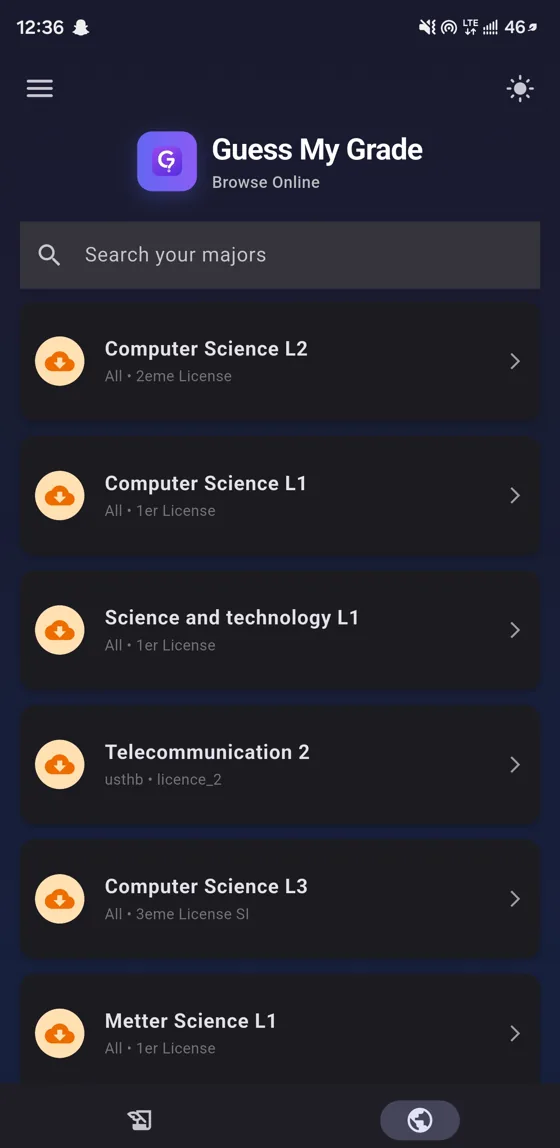 12:36
LTE
46
G?
Guess My Grade
Browse Online
Search your majors
Computer Science L2
All • 2eme License
Computer Science L1
All • 1er License
Science and technology L1
All • 1er License
Telecommunication 2
usthb • licence_2
Computer Science L3
All • 3eme License SI
Metter Science L1
All • 1er License